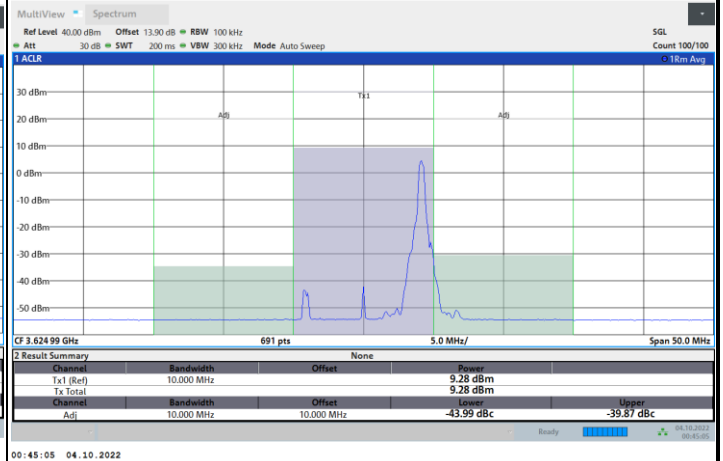 MultiView Spectrum
Ref Level 40.00 dBm Offset 13.90 dB RBW 100 kHz SGL
Att 30 dB SWT 200 ms VBW 300 kHz Mode Auto Sweep Count 100/100
1 ACLR 1Rm Avg
30 dBm
Tx1
20 dBm
Adj Adj
10 dBm
0 dBm
-10 dBm
-20 dBm
-30 dBm
-40 dBm
-50 dBm
CF 3.624 99 GHz 691 pts 5.0 MHz/ Span 50.0 MHz
2 Result Summary None
Channel Bandwidth Offset Power
Tx1 (Ref) 10.000 MHz 9.28 dBm
Tx Total 9.28 dBm
Channel Bandwidth Offset Lower Upper
Adj 10.000 MHz 10.000 MHz -43.99 dBc -39.87 dBc
Ready 04.10.2022
00:45:05
00:45:05 04.10.2022